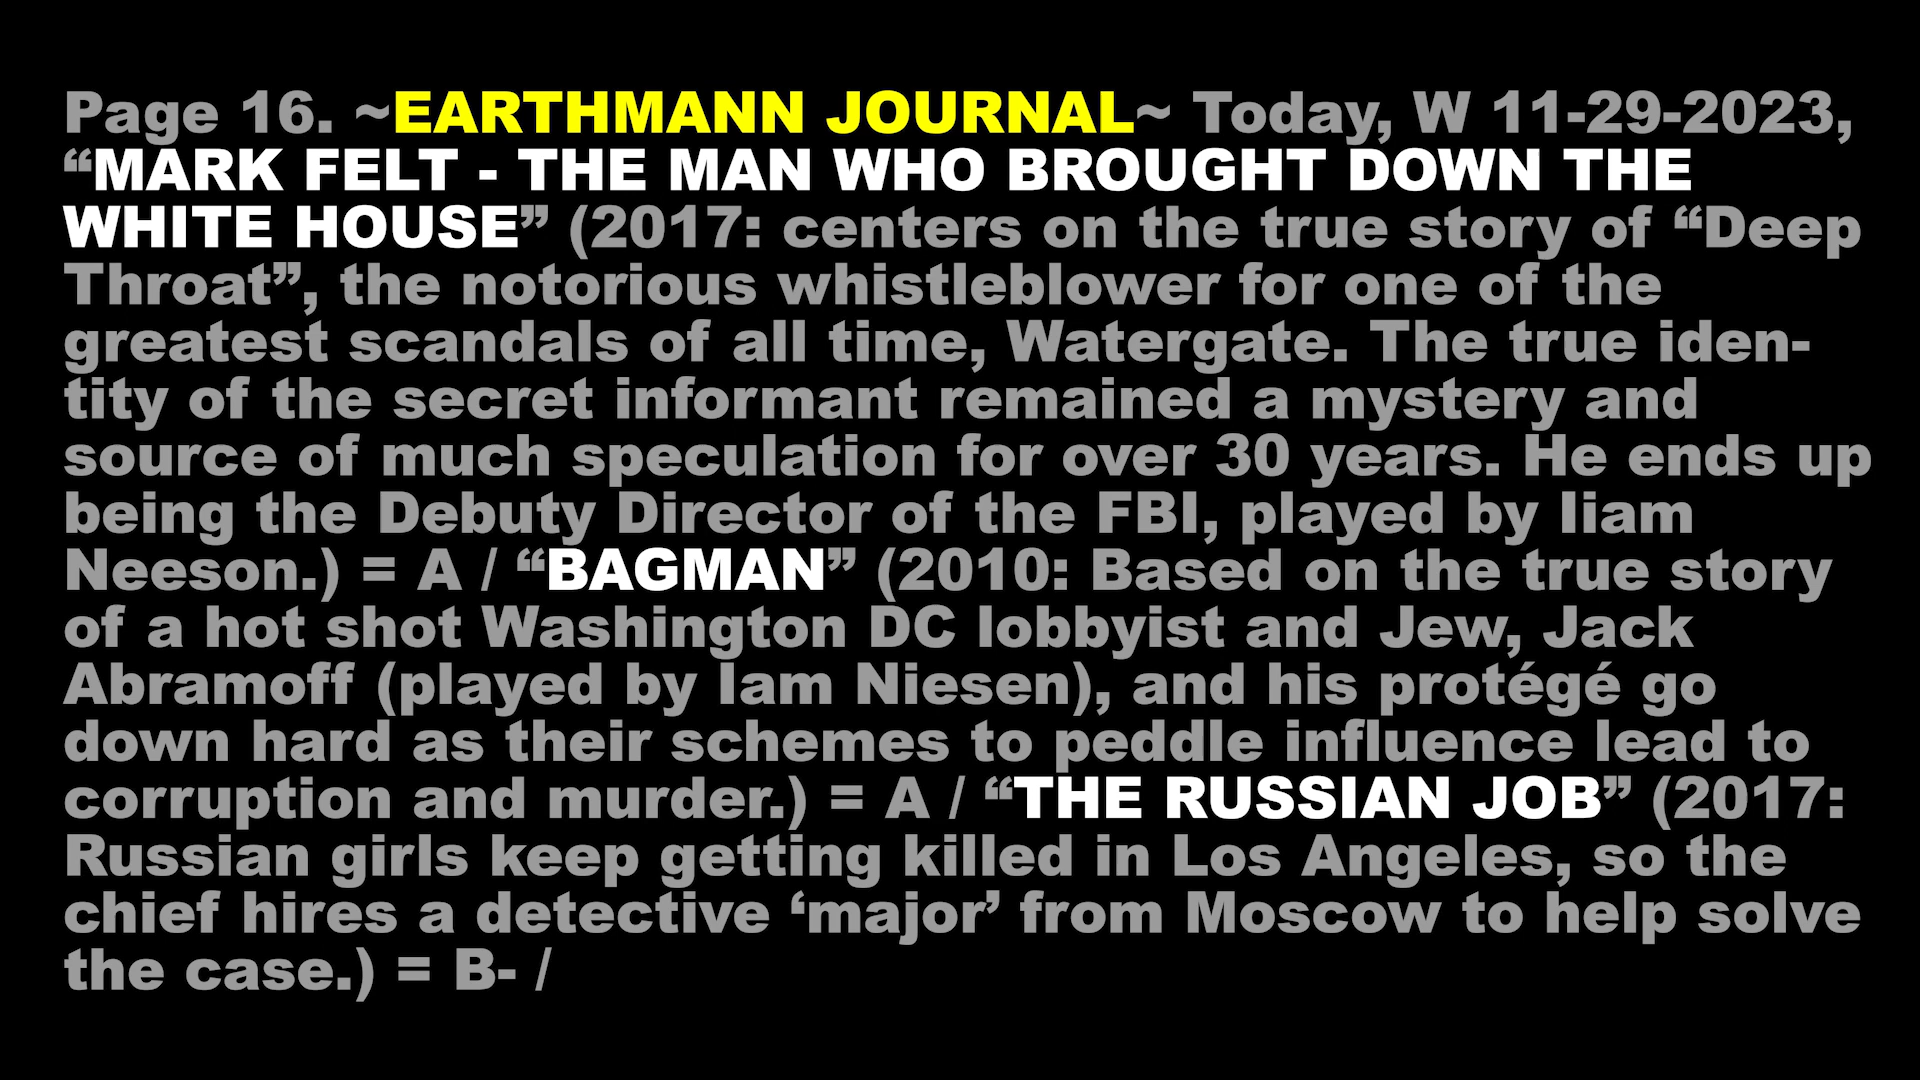 Page 16. ~EARTHMANN JOURNAL~ Today, W 11-29-2023,
“MARK FELT - THE MAN WHO BROUGHT DOWN THE
WHITE HOUSE” (2017: centers on the true story of “Deep
Throat”, the notorious whistleblower for one of the
greatest scandals of all time, Watergate. The true iden-
tity of the secret informant remained a mystery and
source of much speculation for over 30 years. He ends up
being the Debuty Director of the FBI, played by liam
Neeson.) = A / “BAGMAN” (2010: Based on the true story
of a hot shot Washington DC lobbyist and Jew, Jack
Abramoff (played by Iam Niesen), and his protégé go
down hard as their schemes to peddle influence lead to
corruption and murder.) = A / “THE RUSSIAN JOB” (2017:
Russian girls keep getting killed in Los Angeles, so the
chief hires a detective ‘major’ from Moscow to help solve
the case.) = B- /